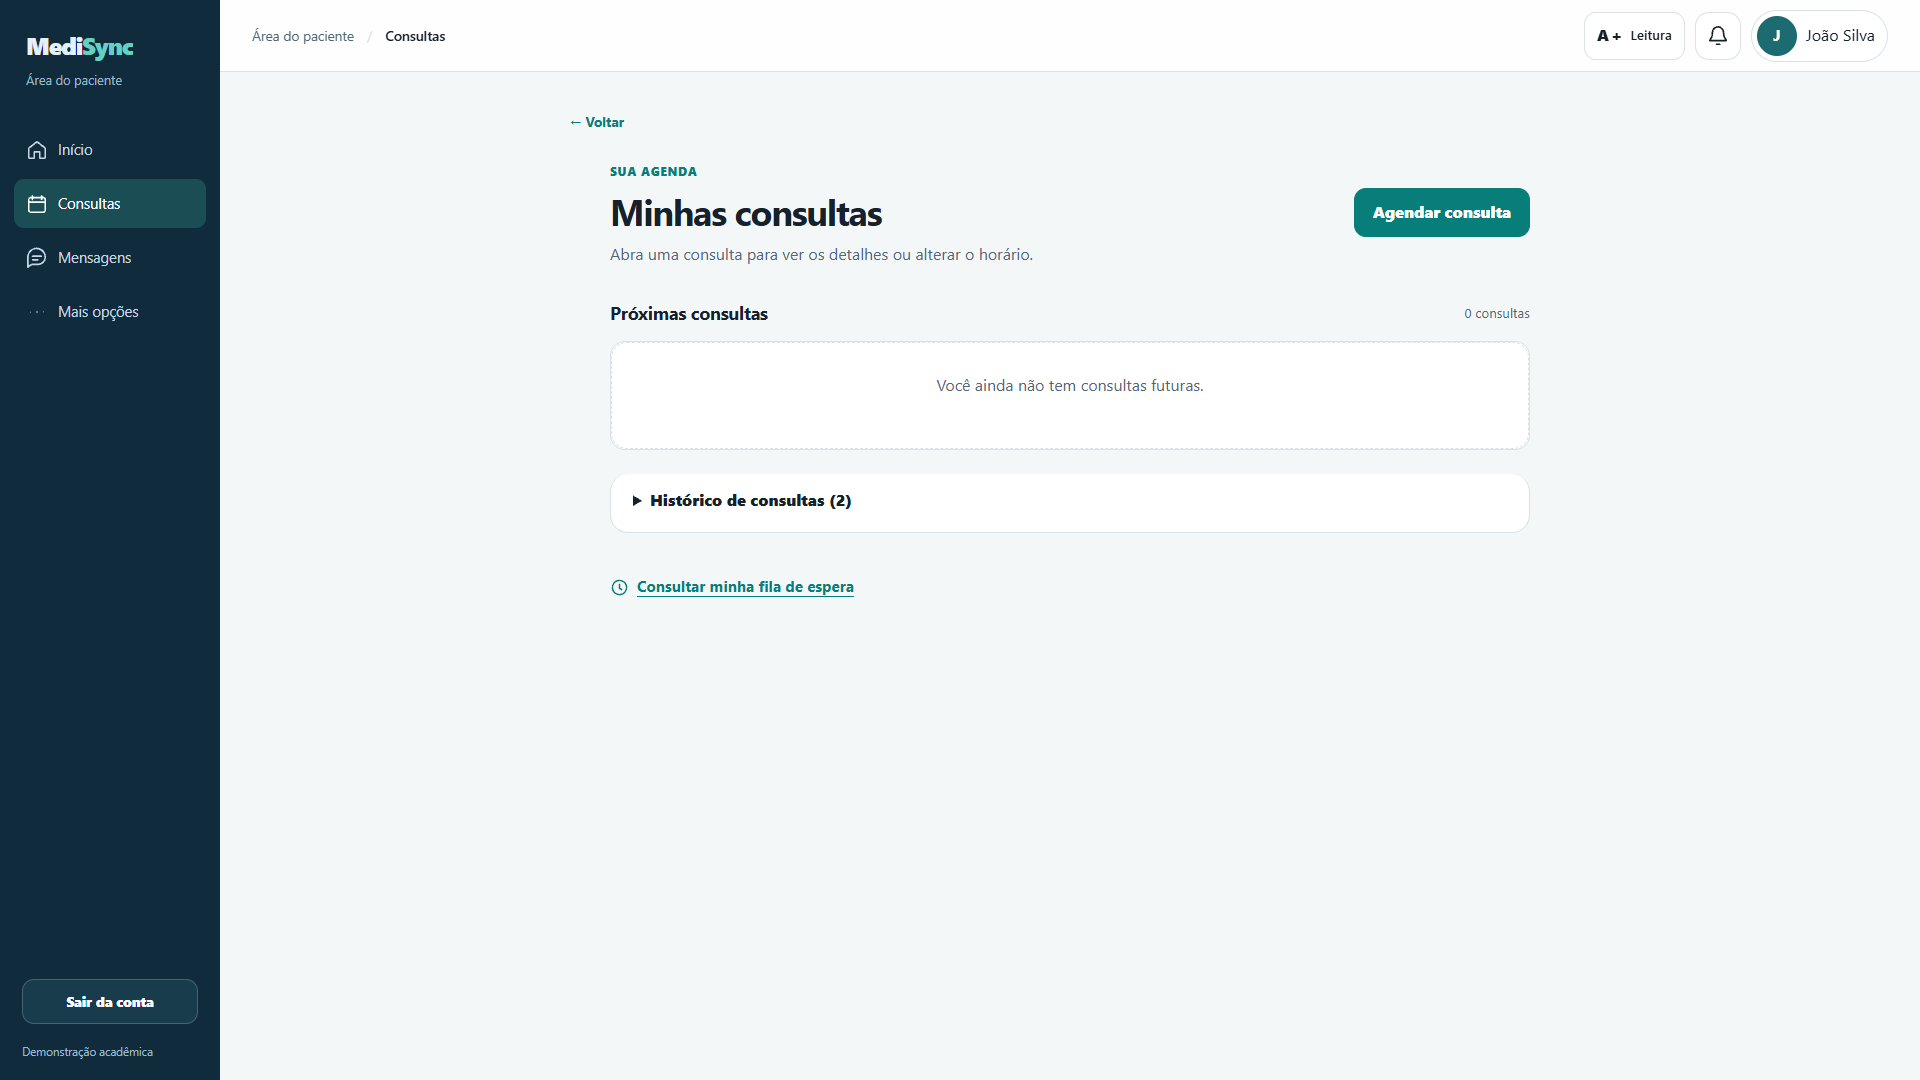 MediSync
Área do paciente
Início
Consultas
Mensagens
Mais opções
Sair da conta
Demonstração acadêmica
Área do paciente / Consultas
A+ Leitura
J João Silva
← Voltar
SUA AGENDA
Minhas consultas
Abra uma consulta para ver os detalhes ou alterar o horário.
Agendar consulta
Próximas consultas
0 consultas
Você ainda não tem consultas futuras.
Histórico de consultas (2)
Consultar minha fila de espera